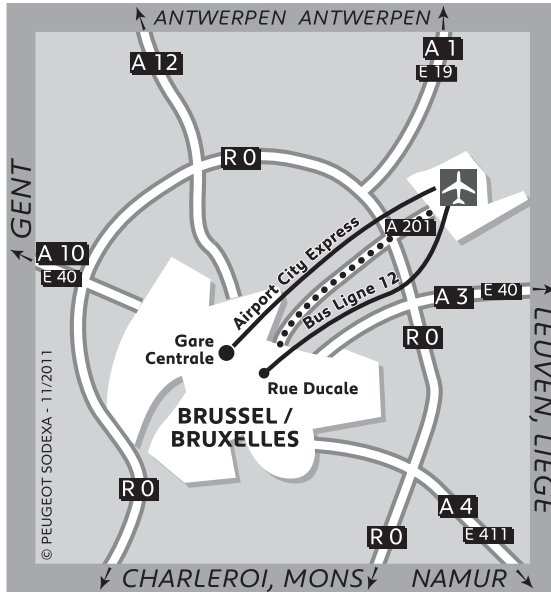 ANTWERPEN ANTWERPEN
A 12
A 1
E 19
R 0
GENT
A 201
A 10
E 40
Airport City Express
Bus Ligne 12
A 3
E 40
R 0
Gare
Centrale
Rue Ducale
BRUSSEL /
BRUXELLES
LEUVEN, LIEGE
© PEUGEOT SODEXA - 11/2011
R 0
A 4
E 411
R 0
CHARLEROI, MONS
NAMUR